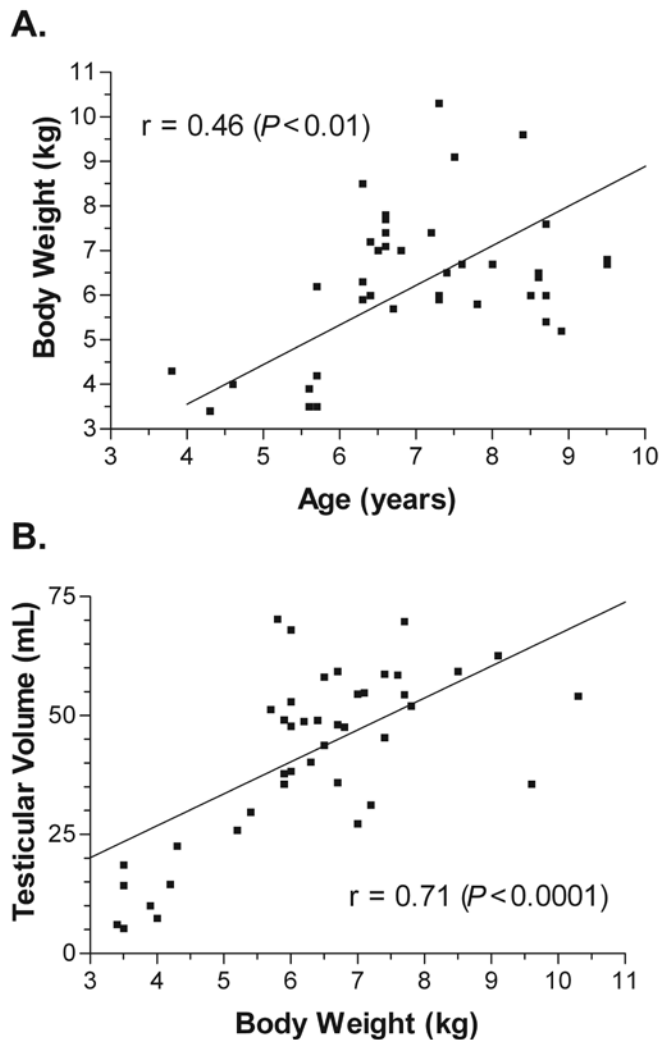 A.
11
10
9
8
7
6
5
4
3
Body Weight (kg)
r = 0.46 (P<0.01)
3 4 5 6 7 8 9 10
Age (years)
B.
75
50
25
0
Testicular Volume (mL)
r = 0.71 (P<0.0001)
3 4 5 6 7 8 9 10 11
Body Weight (kg)